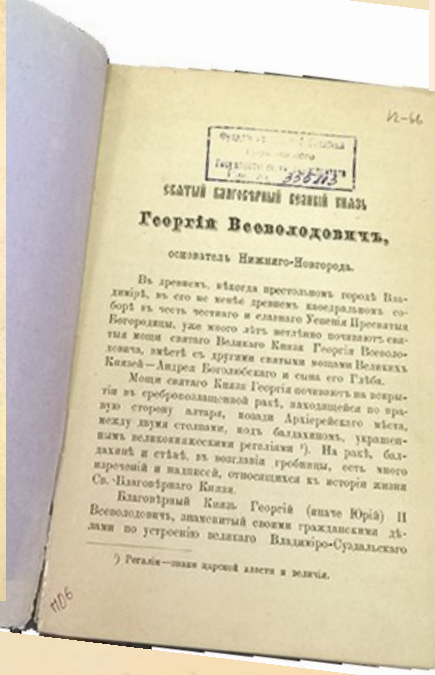 И2-66
336113
СВЯТЫЙ БЛАГОВѢРНЫЙ ВЕЛИКІЙ КНЯЗЬ
Георгій Всеволодовичъ,
основатель Нижняго-Новгорода.
Въ древнемъ, нѣкогда престольномъ городѣ Вла-
димірѣ, въ его не менѣе древнемъ каѳедральномъ со-
борѣ въ честь честнаго и славнаго Успенія Пресвятыя
Богородицы, уже много лѣтъ нетлѣнно почиваютъ свя-
тыя мощи святаго Великаго Князя Георгія Всеволо-
довича, вмѣстѣ съ другими святыми мощами Великихъ
Князей—Андрея Боголюбскаго и сына его Глѣба.
Мощи святаго Князя Георгія почиваютъ на вскры-
тіи въ сребропозлащенной ракѣ, находящейся по пра-
вую сторону алтаря, позади Архіерейскаго мѣста,
между двумя столпами, подъ балдахиномъ, украшен-
нымъ великокняжескими регаліями ¹). На ракѣ, бал-
дахинѣ и стѣнѣ, въ возглавіи гробницы, есть много
изреченій и надписей, относящихся къ исторіи жизни
Св. Благовѣрнаго Князя.
Благовѣрный Князь Георгій (иначе Юрій) II
Всеволодовичъ, знаменитый своими гражданскими дѣ-
лами по устроенію великаго Владиміро-Суздальскаго
¹) Регаліи—знаки царской власти и величія.
1106